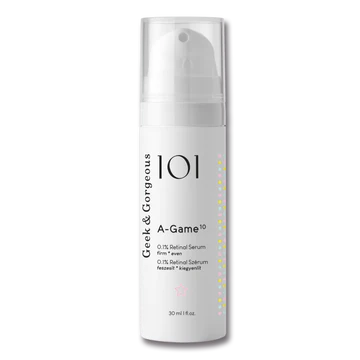 Geek & Gorgeous
101
A-Game¹⁰
0.1% Retinal Serum
firm * even
0.1% Retinal Szérum
feszesít * kiegyenlít
30 ml 1 fl oz.